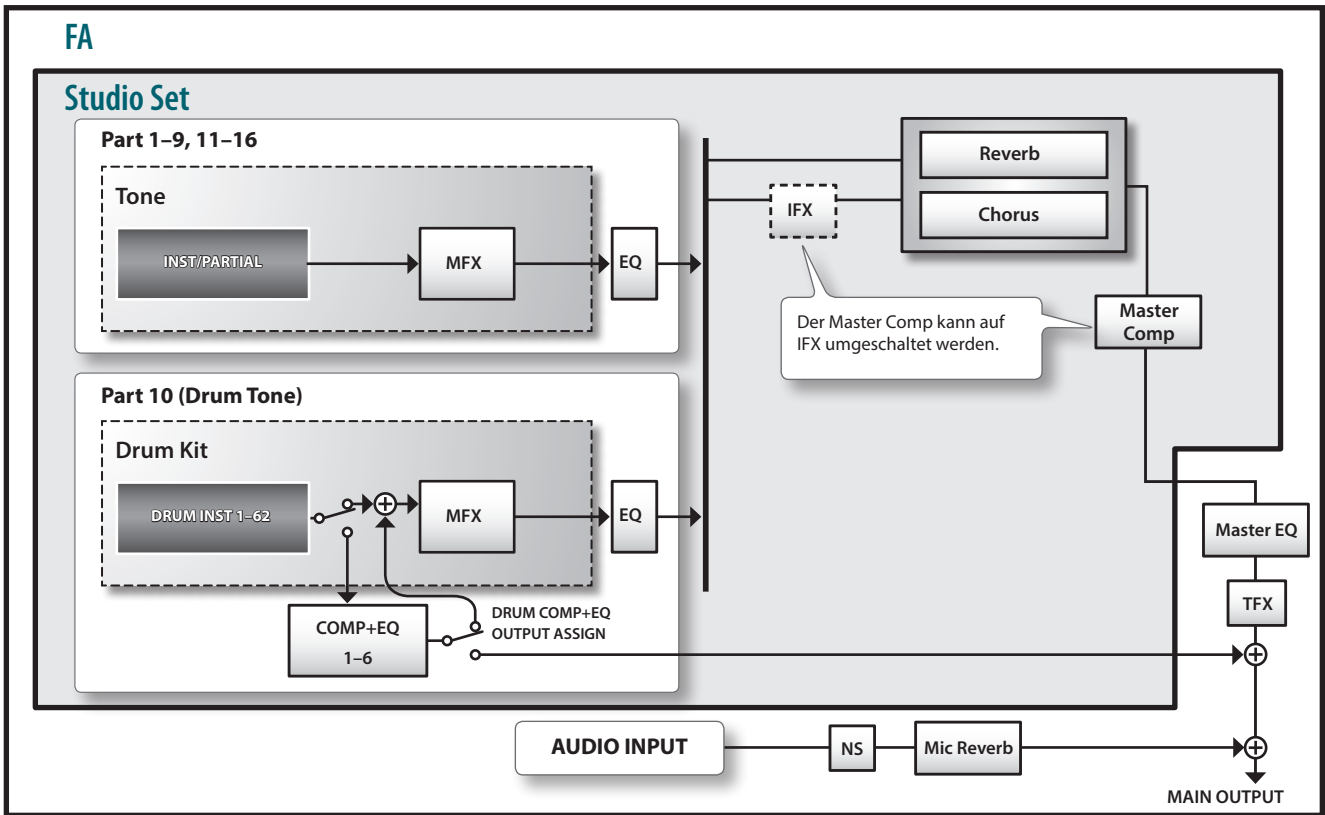 FA
Studio Set
Part 1–9, 11–16
Tone
INST/PARTIAL
MFX
EQ
IFX
Reverb
Chorus
Der Master Comp kann auf
IFX umgeschaltet werden.
Master
Comp
Part 10 (Drum Tone)
Drum Kit
DRUM INST 1–62
MFX
EQ
COMP+EQ
1–6
DRUM COMP+EQ
OUTPUT ASSIGN
Master EQ
TFX
AUDIO INPUT
NS
Mic Reverb
MAIN OUTPUT